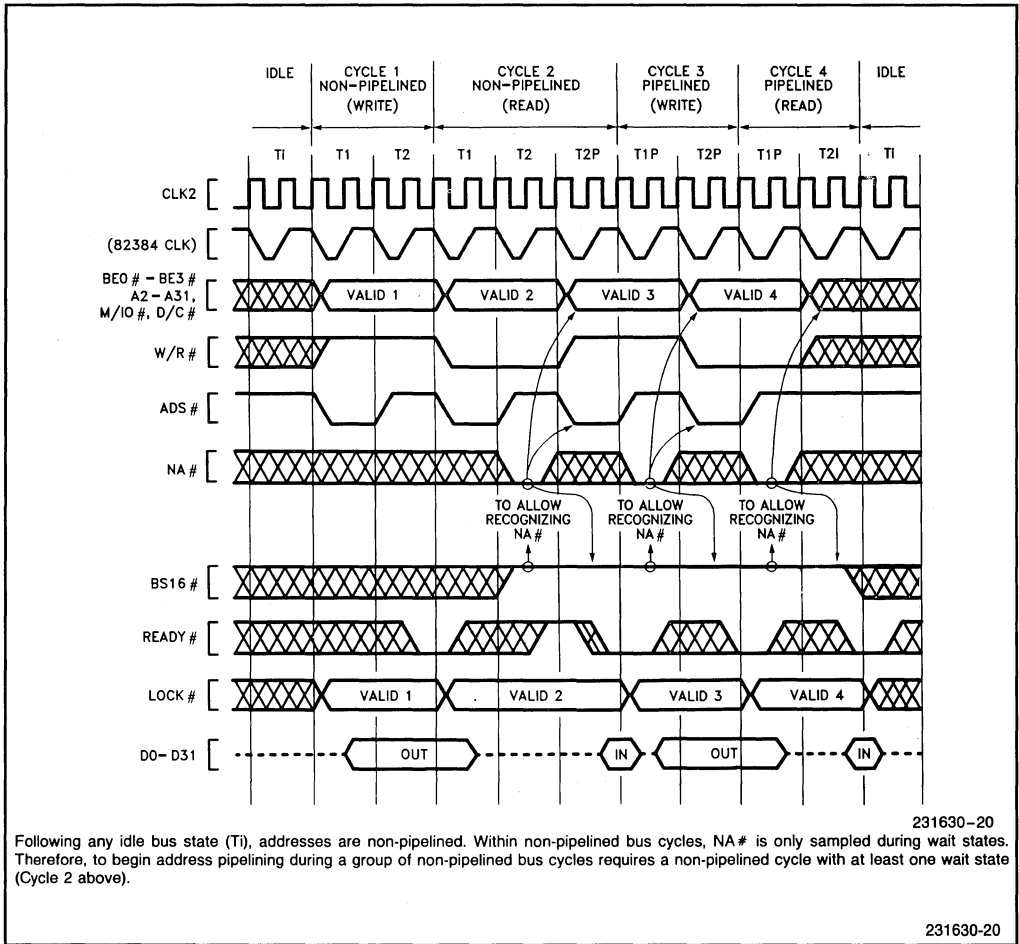 IDLE
CYCLE 1
NON-PIPELINED
(WRITE)
CYCLE 2
NON-PIPELINED
(READ)
CYCLE 3
PIPELINED
(WRITE)
CYCLE 4
PIPELINED
(READ)
IDLE
Ti T1 T2 T1 T2 T2P T1P T2P T1P T2I Ti
CLK2
(82384 CLK)
BE0 # - BE3 #
A2 - A31,
M/IO #, D/C #
VALID 1 VALID 2 VALID 3 VALID 4
W/R #
ADS #
NA #
TO ALLOW
RECOGNIZING
NA #
TO ALLOW
RECOGNIZING
NA #
TO ALLOW
RECOGNIZING
NA #
BS16 #
READY #
LOCK #
VALID 1 VALID 2 VALID 3 VALID 4
D0 - D31
OUT IN OUT IN
231630-20
Following any idle bus state (Ti), addresses are non-pipelined. Within non-pipelined bus cycles, NA# is only sampled during wait states.
Therefore, to begin address pipelining during a group of non-pipelined bus cycles requires a non-pipelined cycle with at least one wait state
(Cycle 2 above).
231630-20